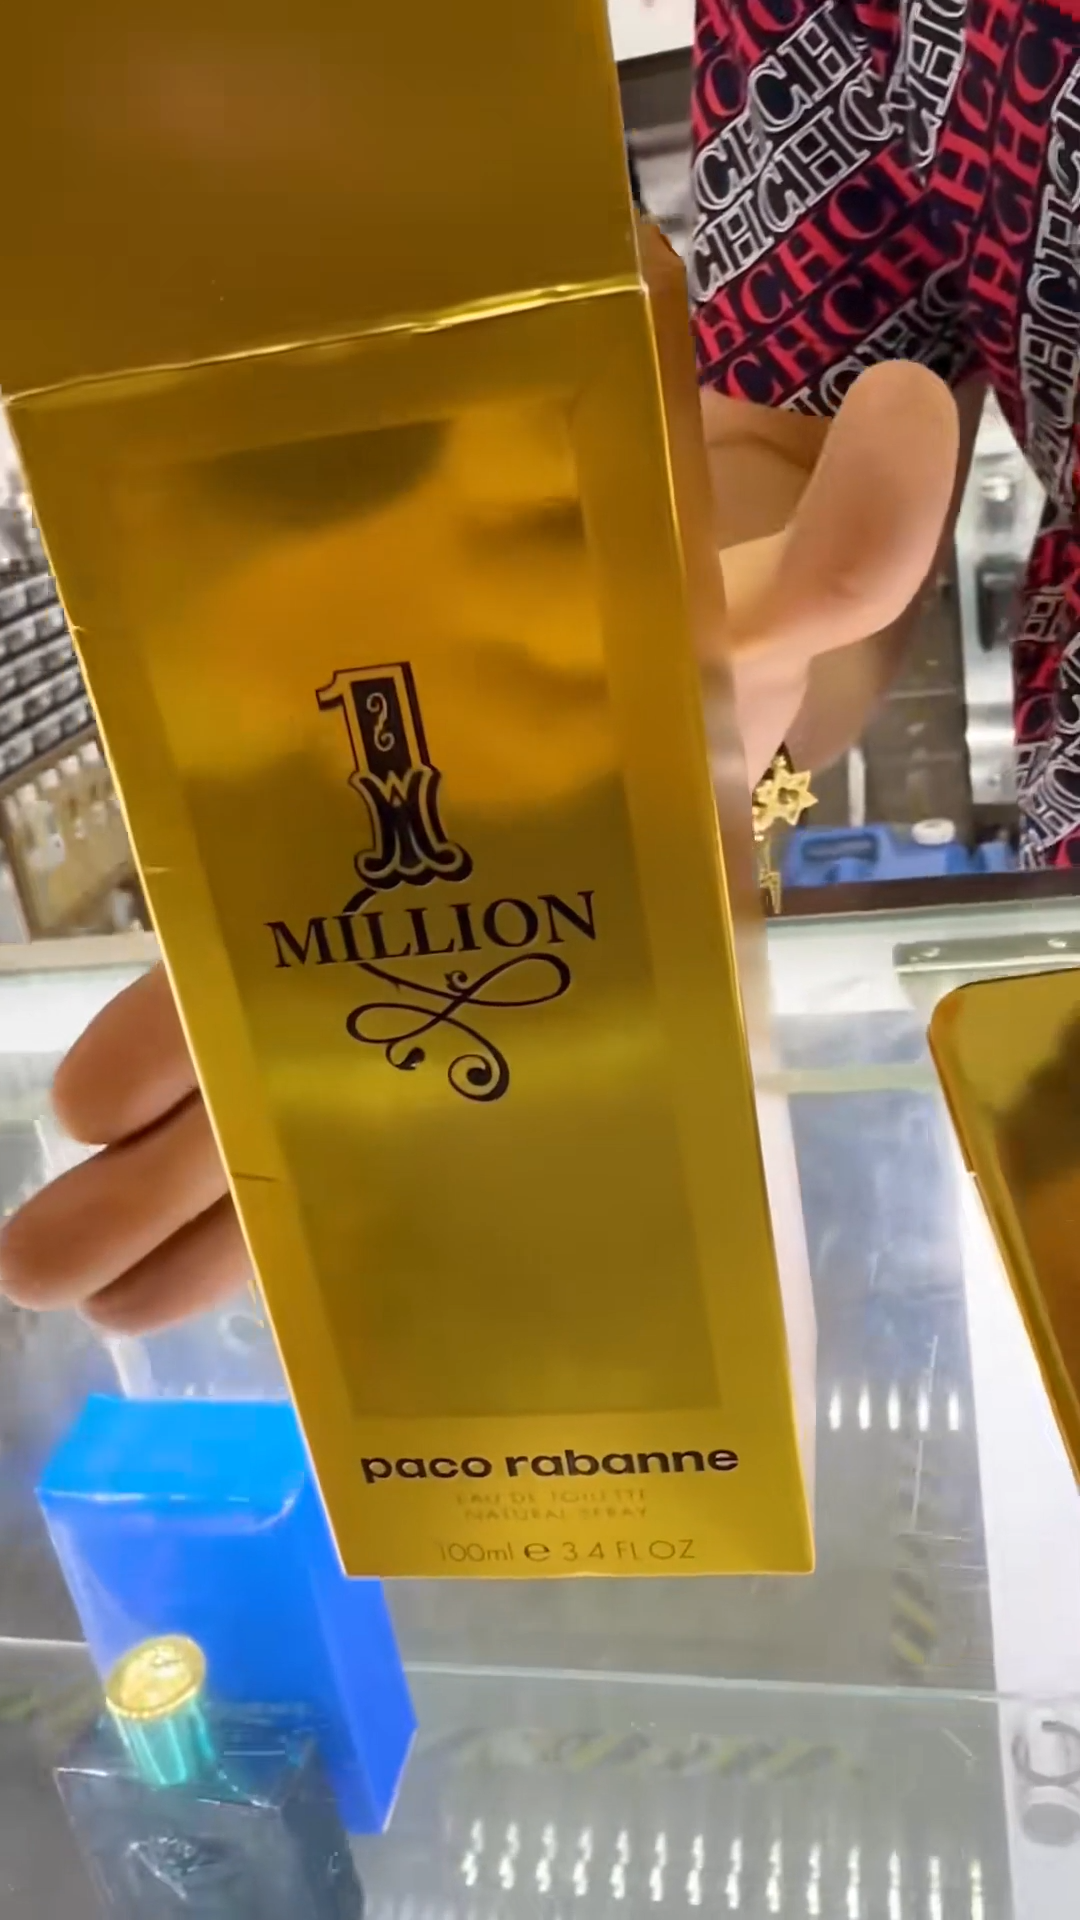 1
MILLION
paco rabanne
EAU DE TOILETTE
NATURAL SPRAY
100ml e 3.4 FL OZ